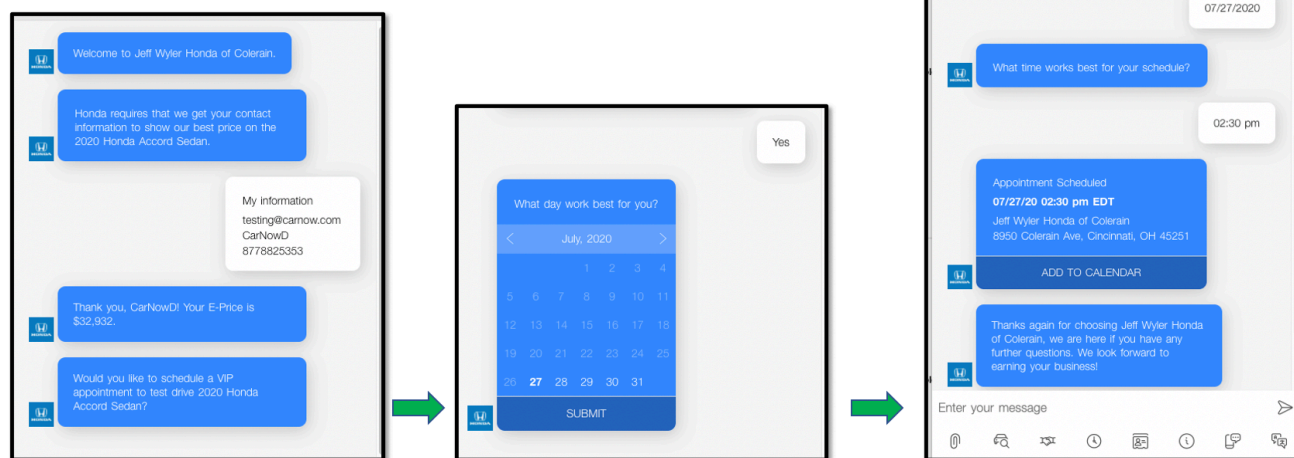 Welcome to Jeff Wyler Honda of Colerain.
Honda requires that we get your contact
information to show our best price on the
2020 Honda Accord Sedan.
My information
testing@carnow.com
CarNowD
8778825353
Thank you, CarNowD! Your E-Price is
$32,932.
Would you like to schedule a VIP
appointment to test drive 2020 Honda
Accord Sedan?
Yes
What day work best for you?
July, 2020
1 2 3 4
5 6 7 8 9 10 11
12 13 14 15 16 17 18
19 20 21 22 23 24 25
26 27 28 29 30 31
SUBMIT
07/27/2020
What time works best for your schedule?
02:30 pm
Appointment Scheduled
07/27/20 02:30 pm EDT
Jeff Wyler Honda of Colerain
8950 Colerain Ave, Cincinnati, OH 45251
ADD TO CALENDAR
Thanks again for choosing Jeff Wyler Honda
of Colerain, we are here if you have any
further questions. We look forward to
earning your business!
Enter your message